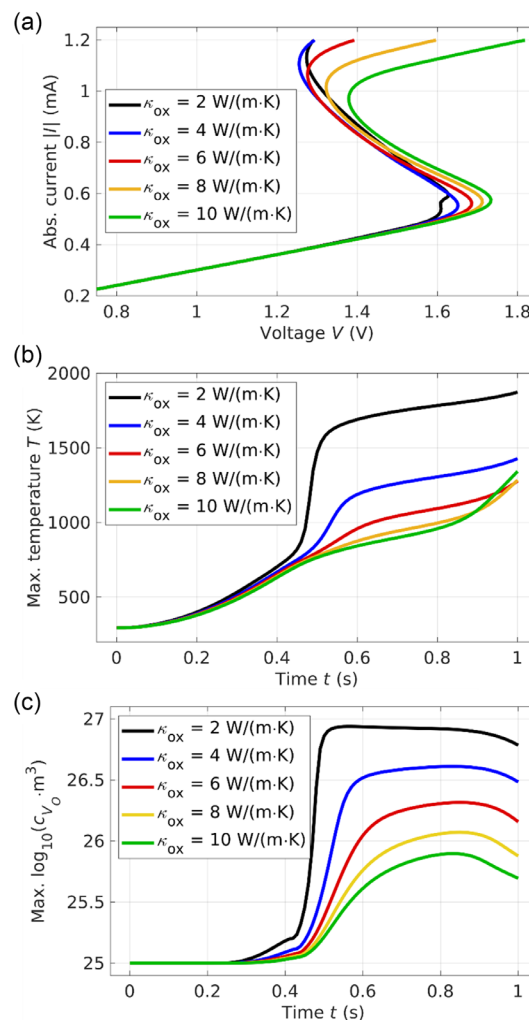 (a)
1.2
1
0.8
0.6
0.4
0.2
Abs. current |I| (mA)
κox = 2 W/(m·K)
κox = 4 W/(m·K)
κox = 6 W/(m·K)
κox = 8 W/(m·K)
κox = 10 W/(m·K)
0.8 1 1.2 1.4 1.6 1.8
Voltage V (V)
(b)
2000
1500
1000
500
Max. temperature T (K)
κox = 2 W/(m·K)
κox = 4 W/(m·K)
κox = 6 W/(m·K)
κox = 8 W/(m·K)
κox = 10 W/(m·K)
0 0.2 0.4 0.6 0.8 1
Time t (s)
(c)
27
26.5
26
25.5
25
Max. log10(cVO·m3)
κox = 2 W/(m·K)
κox = 4 W/(m·K)
κox = 6 W/(m·K)
κox = 8 W/(m·K)
κox = 10 W/(m·K)
0 0.2 0.4 0.6 0.8 1
Time t (s)